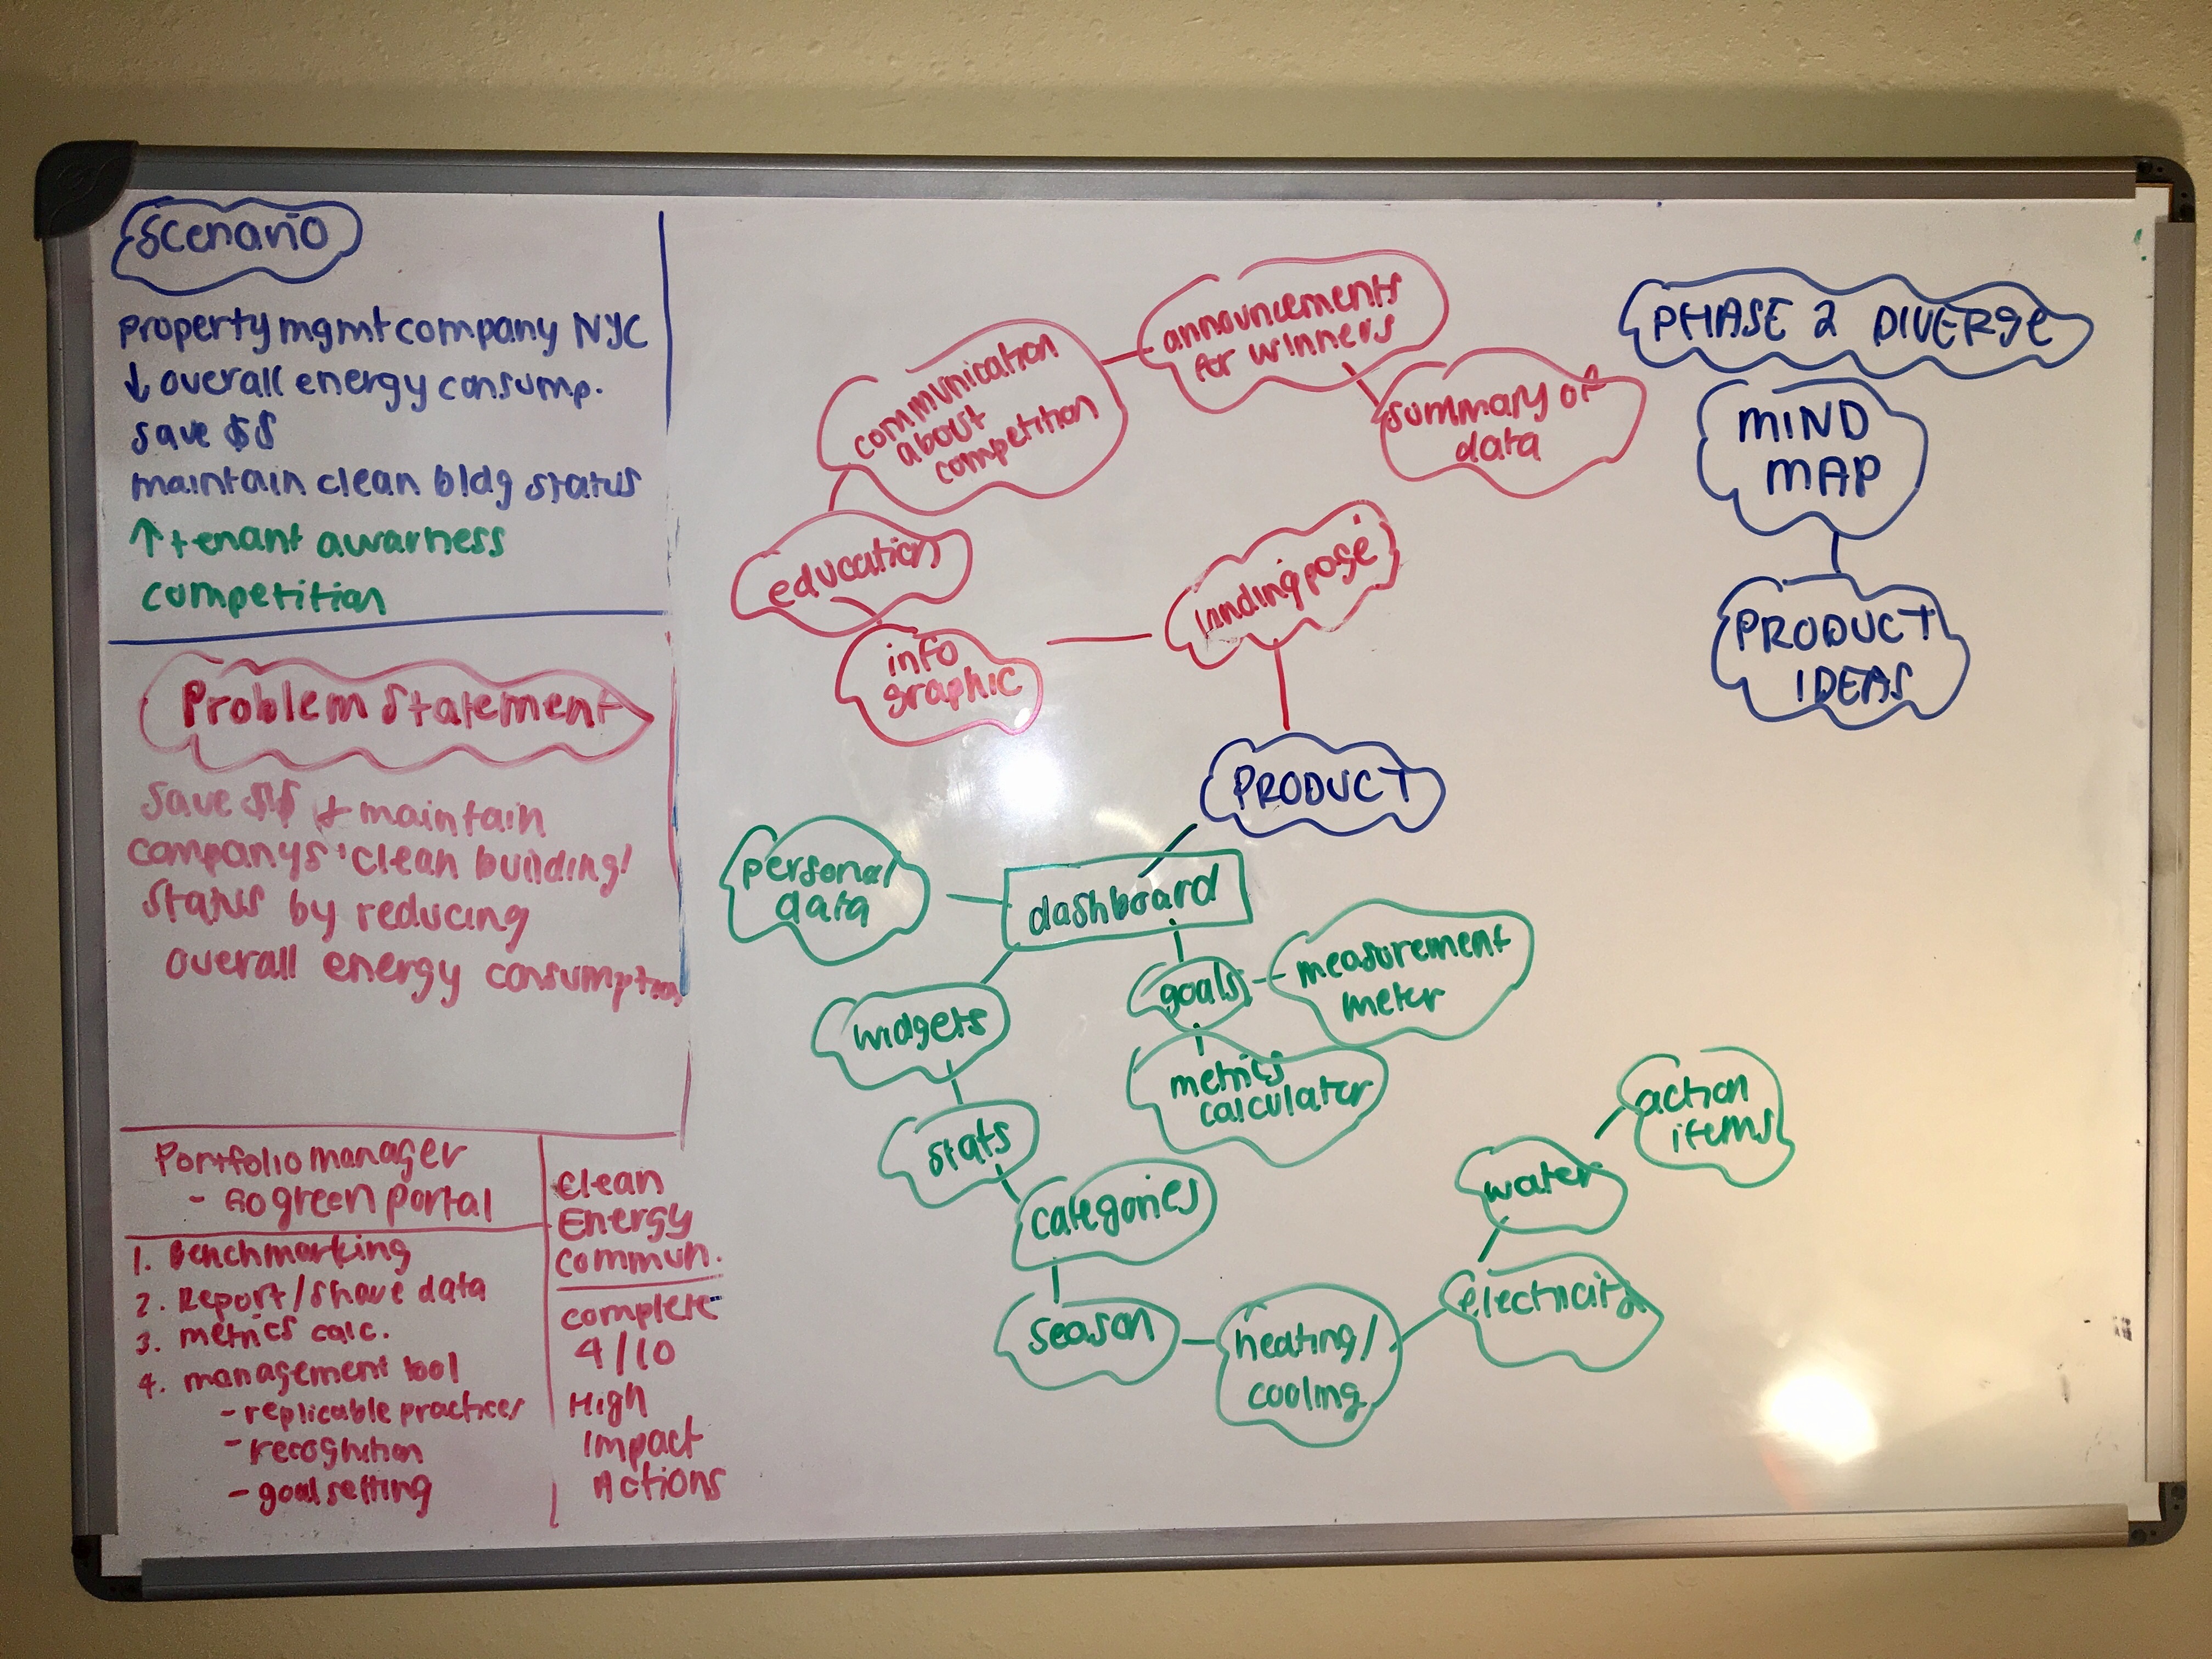 Scenario
property mgmt company NYC
↓ overall energy consump.
save $$
maintain clean bldg status
↑ tenant awarness
competition
Problem Statement
Save $$ + maintain
companys 'clean building'
status by reducing
overall energy consumption
Portfolio manager
- Go green portal
1. Benchmarking
2. Report/Share data
3. metrics calc.
4. management tool
- replicable practices
- recognition
- goal setting
Clean
Energy
Commun.
complete
4/10
High
Impact
Actions
communication
about
competition
announcements
for winners
summary of
data
education
info
graphic
landing page
PRODUCT
personal
data
dashboard
widgets
goals
measurement
meter
metrics
calculator
stats
categories
season
heating/
cooling
electricity
water
action
items
PHASE 2 DIVERGE
MIND
MAP
PRODUCT
IDEAS